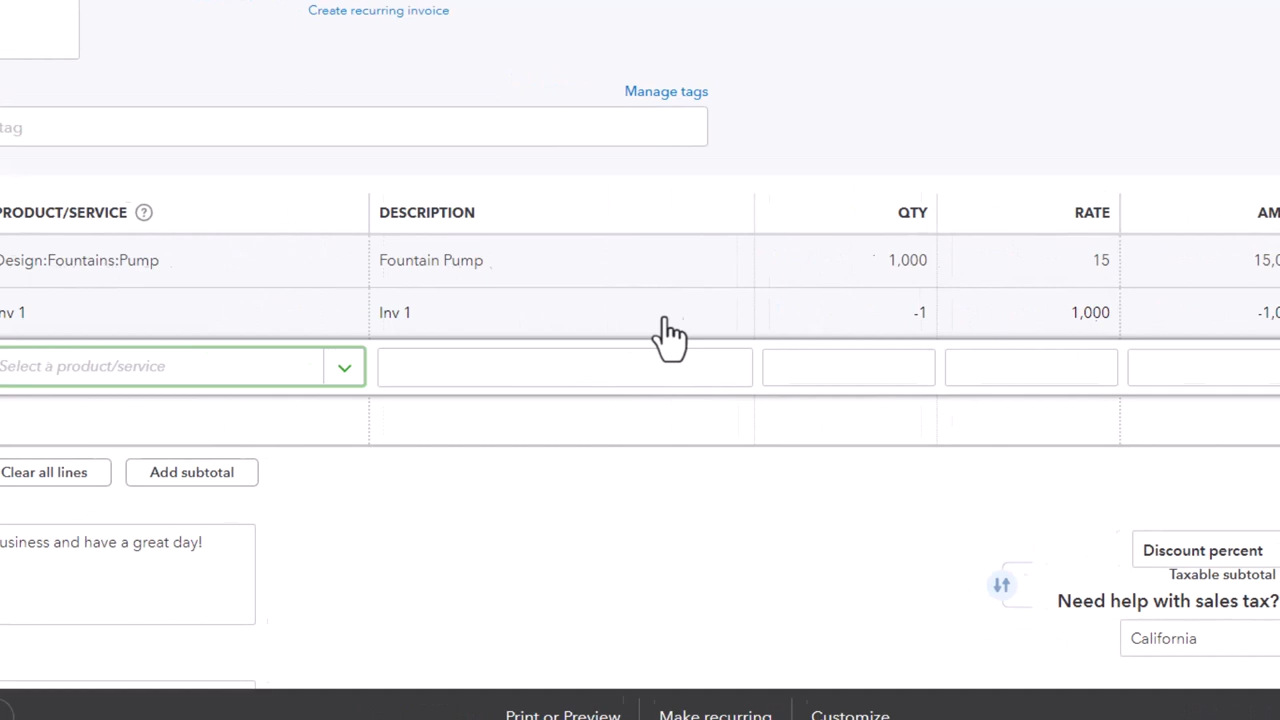 Create recurring invoice
Manage tags
tag
PRODUCT/SERVICE ? DESCRIPTION QTY RATE AM
Design:Fountains:Pump Fountain Pump 1,000 15 15,0
nv 1 Inv 1 -1 1,000 -1,0
Select a product/service
Clear all lines Add subtotal
usiness and have a great day!
Discount percent
Taxable subtotal
Need help with sales tax?
California
Print or Preview Make recurring Customize